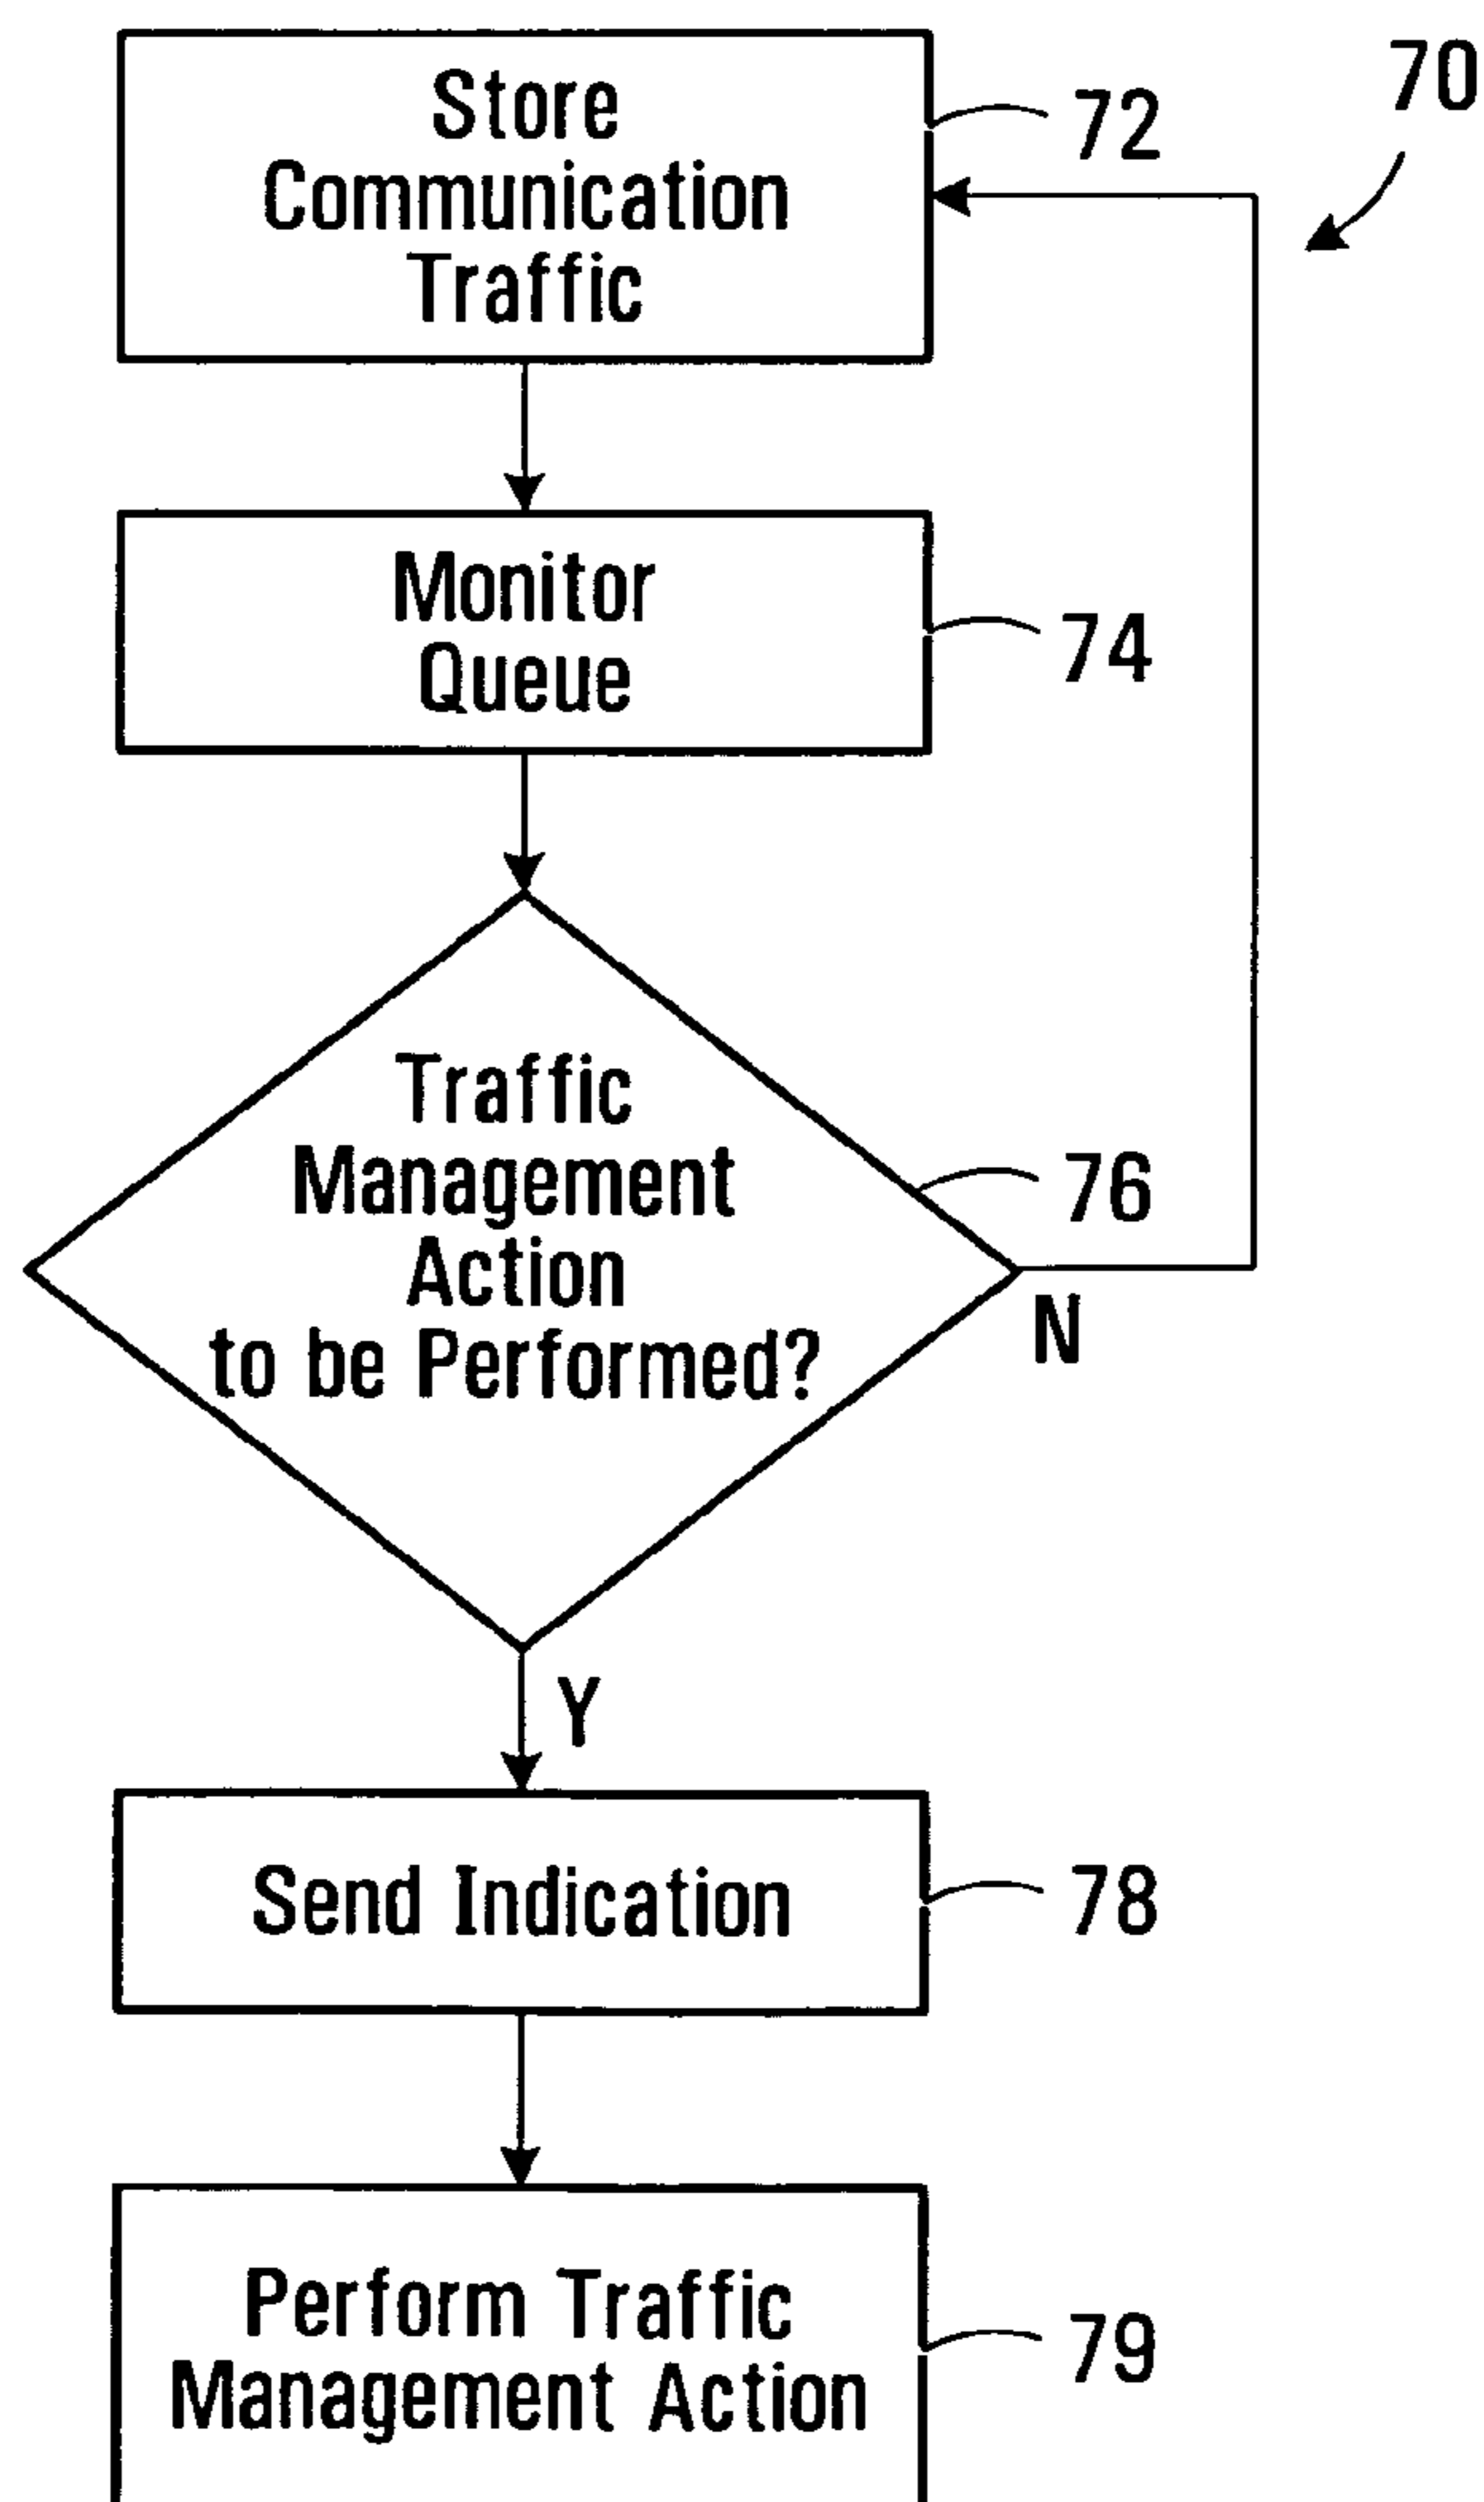 70
Store
Communication
Traffic
72
Monitor
Queue
74
Traffic
Management
Action
to be Performed?
76
N
Y
Send Indication
78
Perform Traffic
Management Action
79